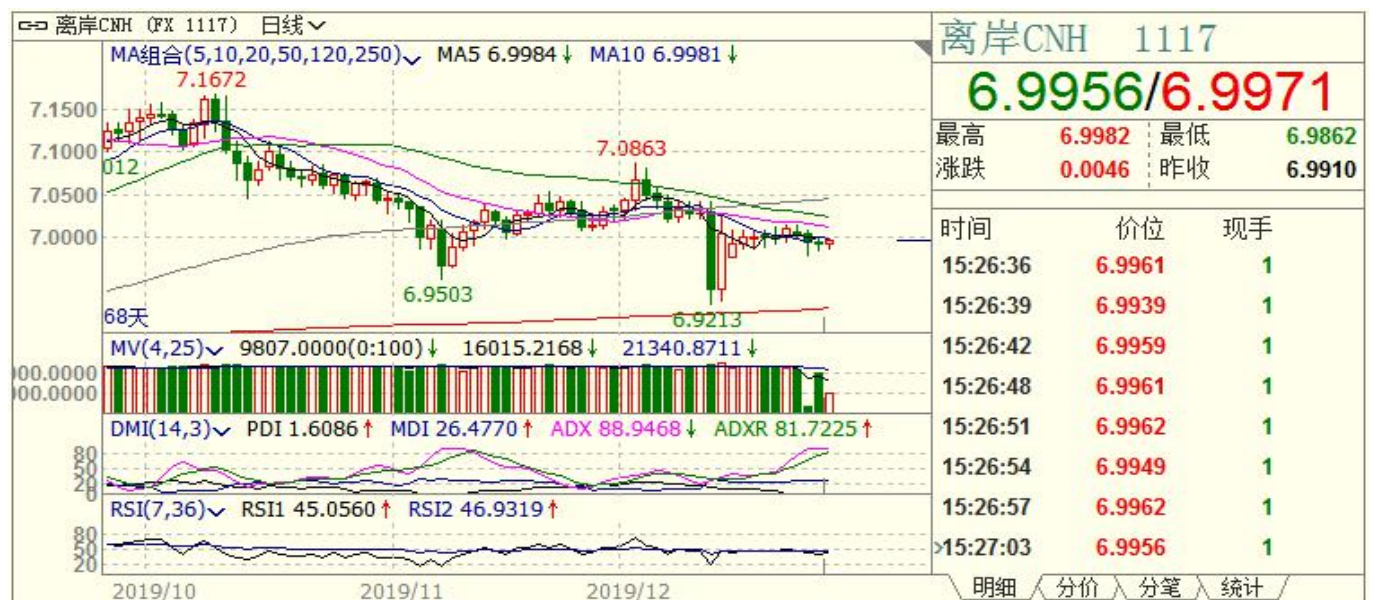 离岸CNH (FX 1117) 日线
MA组合(5,10,20,50,120,250) MA5 6.9984↓ MA10 6.9981↓
7.1672
7.1500
7.1000
012
7.0863
7.0500
7.0000
6.9503
6.9213
68天
MV(4,25) 9807.0000(0:100)↓ 16015.2168↓ 21340.8711↓
00.0000
00.0000
DMI(14,3) PDI 1.6086↑ MDI 26.4770↑ ADX 88.9468↓ ADXR 81.7225↑
80
50
20
0
RSI(7,36) RSI1 45.0560↑ RSI2 46.9319↑
80
50
20
2019/10 2019/11 2019/12
离岸CNH 1117
6.9956/6.9971
最高 6.9982 最低 6.9862
涨跌 0.0046 昨收 6.9910
时间 价位 现手
15:26:36 6.9961 1
15:26:39 6.9939 1
15:26:42 6.9959 1
15:26:48 6.9961 1
15:26:51 6.9962 1
15:26:54 6.9949 1
15:26:57 6.9962 1
15:27:03 6.9956 1
明细 分价 分笔 统计